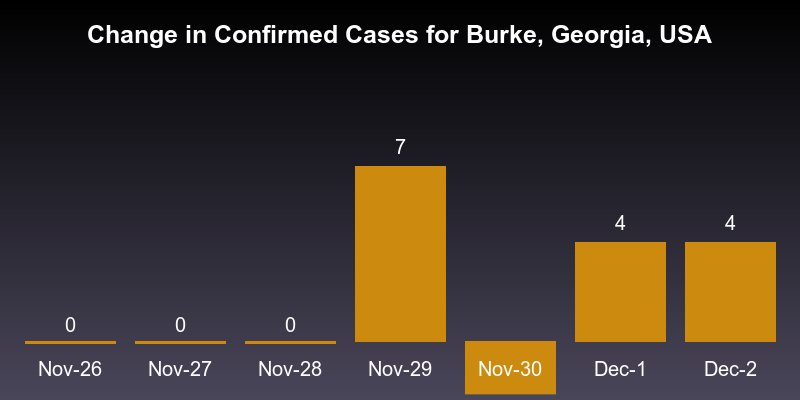 Change in Confirmed Cases for Burke, Georgia, USA
7
4 4
0 0 0
Nov-26 Nov-27 Nov-28 Nov-29 Nov-30 Dec-1 Dec-2